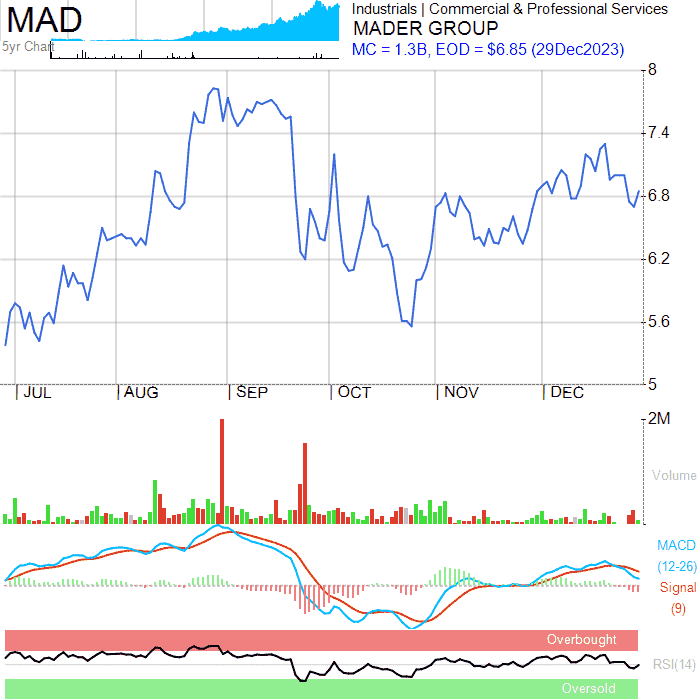 MAD
5yr Chart
Industrials | Commercial & Professional Services
MADER GROUP
MC = 1.3B, EOD = $6.85 (29Dec2023)
8
7.4
6.8
6.2
5.6
5
| JUL | AUG | SEP | OCT | NOV | DEC
2M
Volume
MACD
(12-26)
Signal
(9)
Overbought
RSI(14)
Oversold